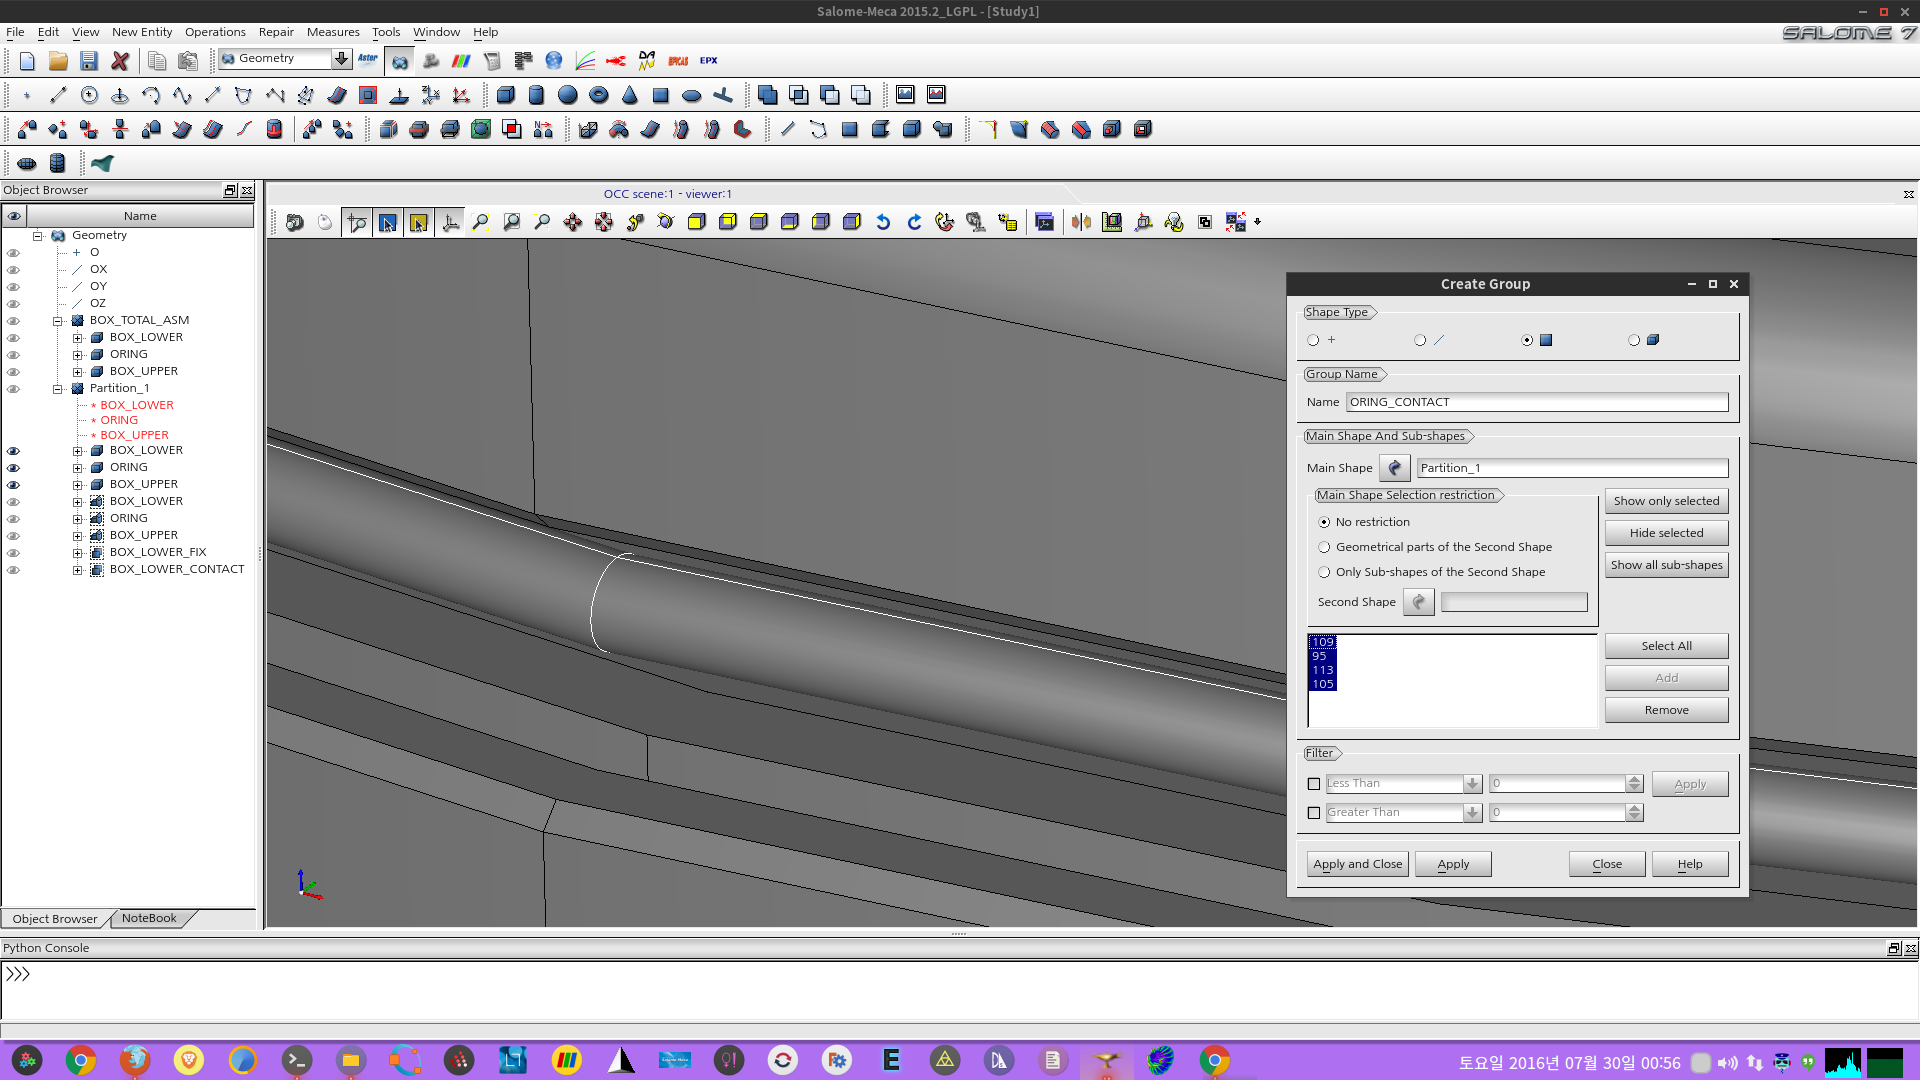 Salome-Meca 2015.2_LGPL - [Study1]
File Edit View New Entity Operations Repair Measures Tools Window Help
SALOME 7
Geometry
Aster
EFICAS
EPX
Object Browser
OCC scene:1 - viewer:1
Name
Geometry
O
OX
OY
OZ
BOX_TOTAL_ASM
BOX_LOWER
ORING
BOX_UPPER
Partition_1
* BOX_LOWER
* ORING
* BOX_UPPER
BOX_LOWER
ORING
BOX_UPPER
BOX_LOWER
ORING
BOX_UPPER
BOX_LOWER_FIX
BOX_LOWER_CONTACT
Object Browser
NoteBook
Create Group
Shape Type
Group Name
Name ORING_CONTACT
Main Shape And Sub-shapes
Main Shape Partition_1
Main Shape Selection restriction
Show only selected
No restriction
Hide selected
Geometrical parts of the Second Shape
Show all sub-shapes
Only Sub-shapes of the Second Shape
Second Shape
109
95
113
105
Select All
Add
Remove
Filter
Less Than 0 Apply
Greater Than 0
Apply and Close Apply Close Help
Python Console
>>>
토요일 2016년 07월 30일 00:56